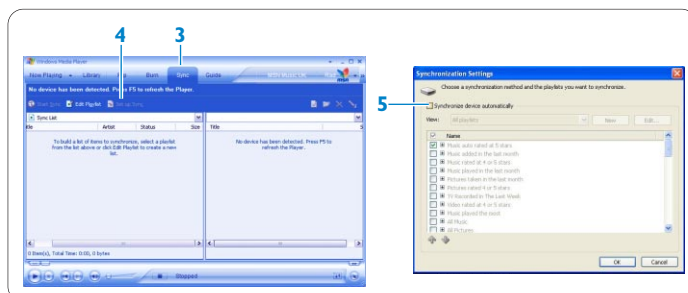 4 3
Windows Media Player
Now Playing Library Rip Burn Sync Guide
No device has been detected. Press F5 to refresh the Player.
Start Sync Edit Playlist Set up Sync
Sync List
Title Artist Status Size Title
To build a list of items to synchronize, select a playlist
from the list above or click Edit Playlist to create a new
list.
No device has been detected. Press F5 to
refresh the Player.
0 Item(s), Total Time: 0:00, 0 bytes
Stopped
Synchronization Settings
Choose a synchronization method and the playlists you want to synchronize.
5
Synchronize device automatically
View: All playlists New Edit...
Name
Music auto rated at 5 stars
Music added in the last month
Music rated at 4 or 5 stars
Music played in the last month
Pictures taken in the last month
Pictures rated 4 or 5 stars
TV Recorded In The Last Week
Video rated at 4 or 5 stars
Music played the most
All Music
All Pictures
OK Cancel